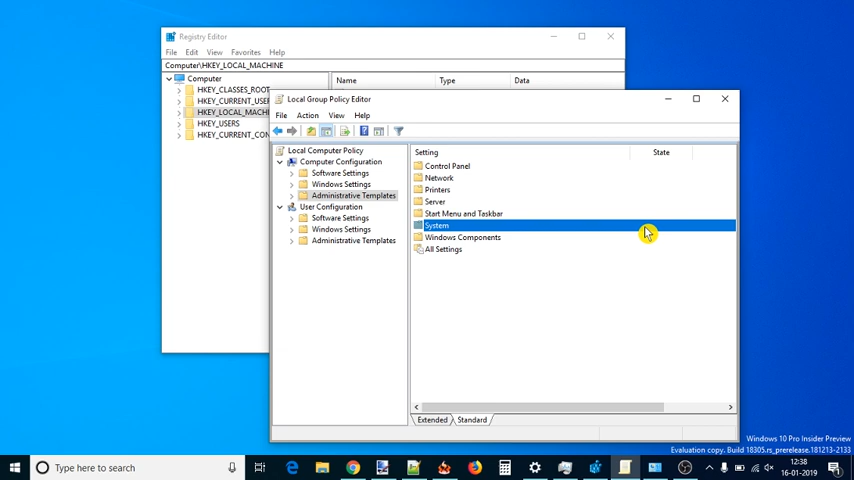 Registry Editor
File Edit View Favorites Help
Computer\HKEY_LOCAL_MACHINE
Computer
HKEY_CLASSES_ROOT
HKEY_CURRENT_USE
HKEY_LOCAL_MACHI
HKEY_USERS
HKEY_CURRENT_CON
Name Type Data
Local Group Policy Editor
File Action View Help
Local Computer Policy
Computer Configuration
Software Settings
Windows Settings
Administrative Templates
User Configuration
Software Settings
Windows Settings
Administrative Templates
Setting State
Control Panel
Network
Printers
Server
Start Menu and Taskbar
System
Windows Components
All Settings
Extended Standard
Windows 10 Pro Insider Preview
Evaluation copy. Build 18305.rs_prerelease.181213-2133
Type here to search
12:38
16-01-2019